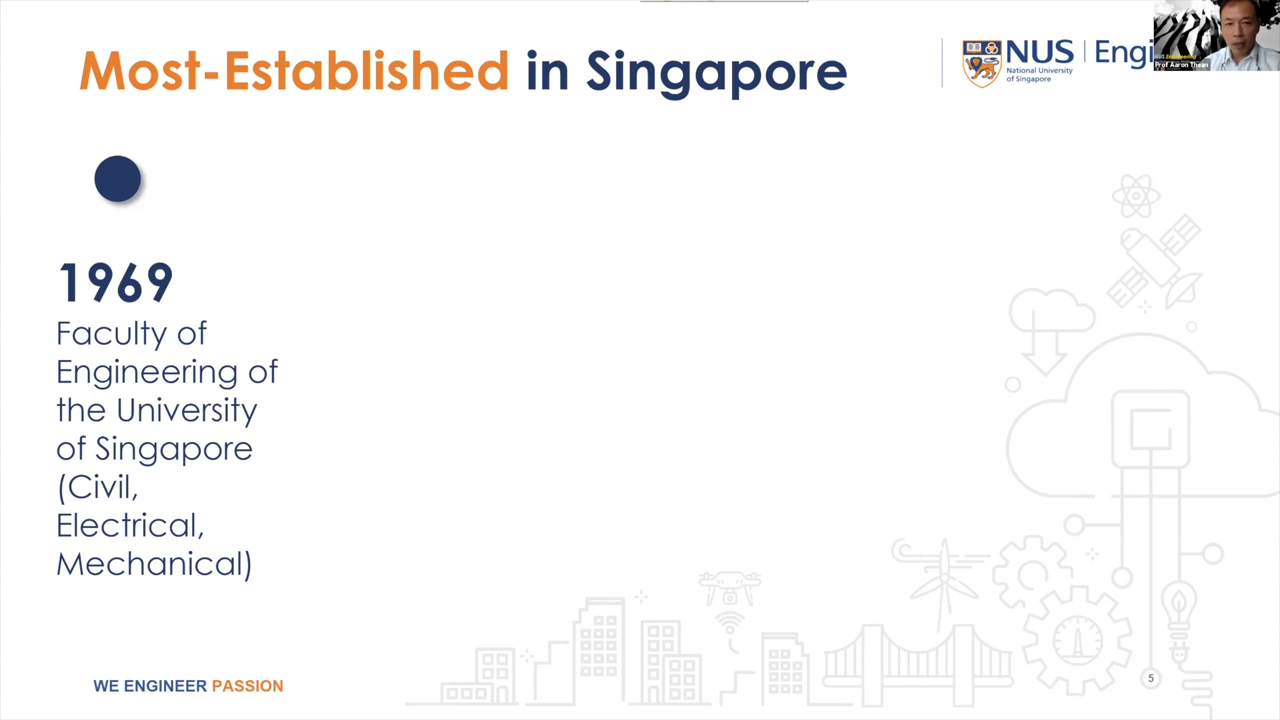 Most-Established in Singapore
NUS
National University
of Singapore
Prof Aaron Thean
1969
Faculty of
Engineering of
the University
of Singapore
(Civil,
Electrical,
Mechanical)
WE ENGINEER PASSION
5